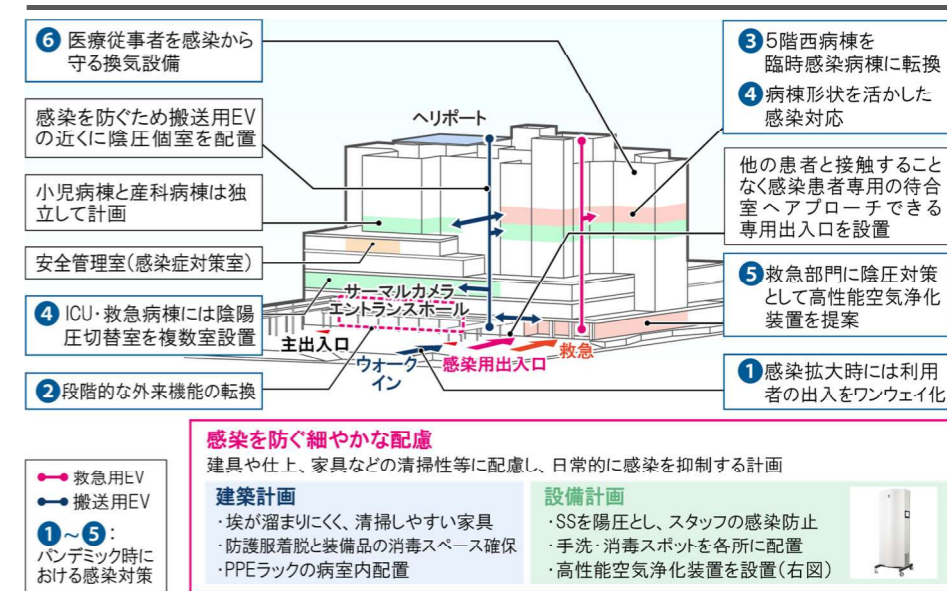 6 医療従事者を感染から
守る換気設備
感染を防ぐため搬送用EV
の近くに陰圧個室を配置
小児病棟と産科病棟は独
立して計画
安全管理室(感染症対策室)
4 ICU・救急病棟には陰陽
圧切替室を複数室設置
2 段階的な外来機能の転換
ヘリポート
サーマルカメラ
エントランスホール
主出入口
ウォーク
イン
感染用出入口
救急
3 5階西病棟を
臨時感染病棟に転換
4 病棟形状を活かした
感染対応
他の患者と接触すること
なく感染患者専用の待合
室へアプローチできる
専用出入口を設置
5 救急部門に陰圧対策
として高性能空気浄化
装置を提案
1 感染拡大時には利用
者の出入をワンウェイ化
救急用EV
搬送用EV
1～5：
パンデミック時に
おける感染対策
感染を防ぐ細やかな配慮
建具や仕上、家具などの清掃性等に配慮し、日常的に感染を抑制する計画
建築計画
・埃が溜まりにくく、清掃しやすい家具
・防護服着脱と装備品の消毒スペース確保
・PPEラックの病室内配置
設備計画
・SSを陽圧とし、スタッフの感染防止
・手洗・消毒スポットを各所に配置
・高性能空気浄化装置を設置(右図)